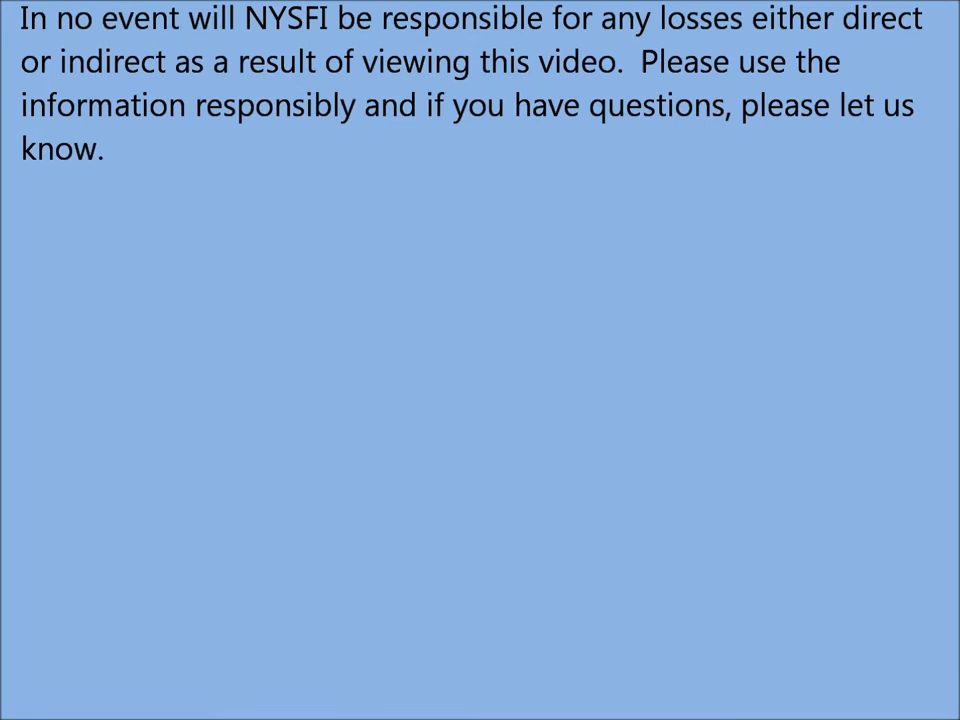 In no event will NYSFI be responsible for any losses either direct
or indirect as a result of viewing this video.  Please use the
information responsibly and if you have questions, please let us
know.